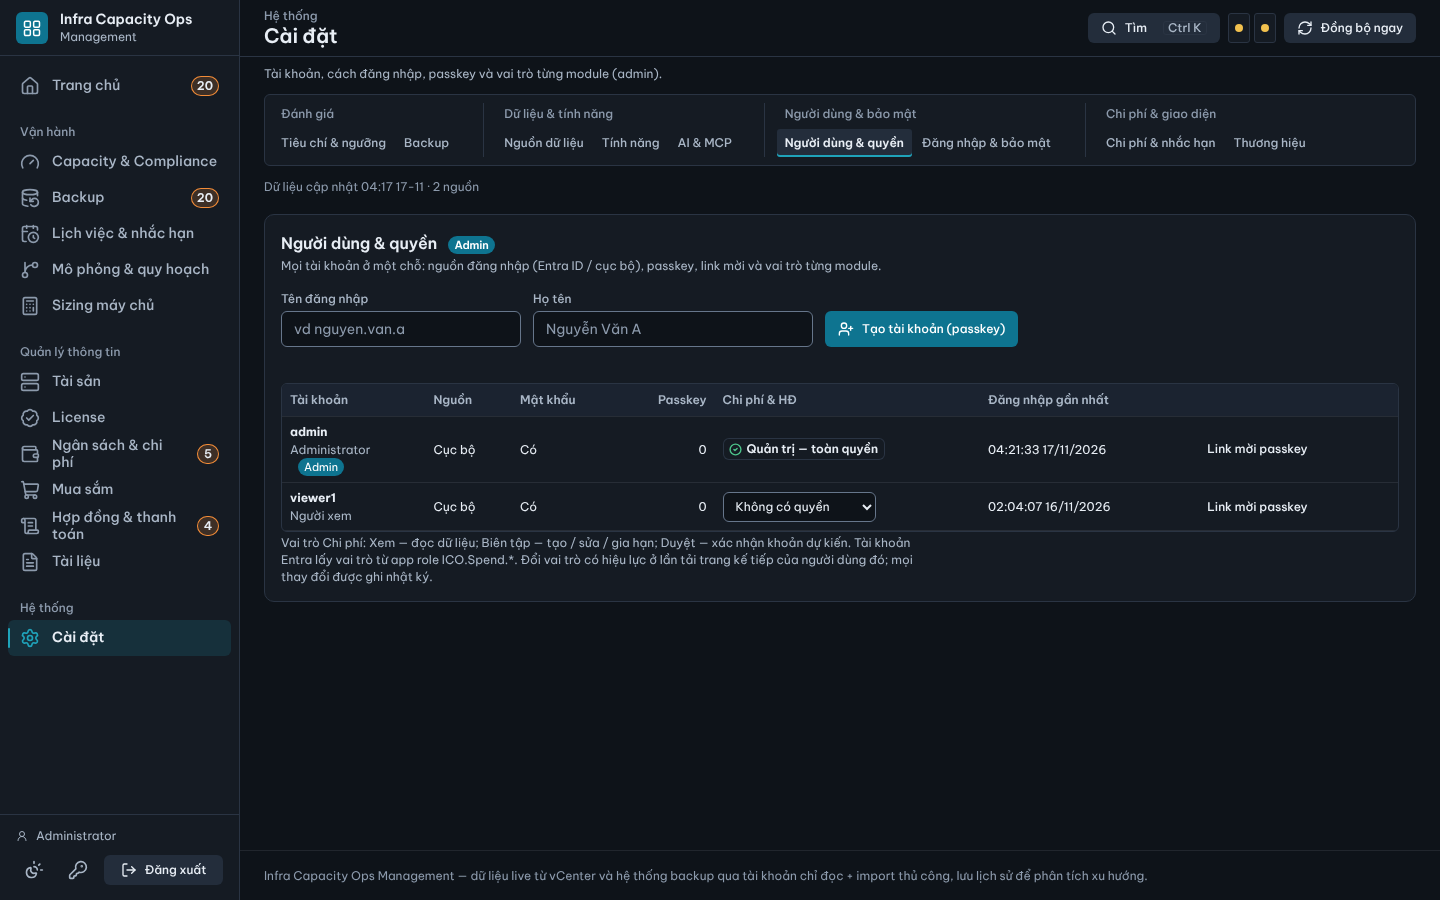 Infra Capacity Ops
Management
Trang chủ 20
Vận hành
Capacity & Compliance
Backup 20
Lịch việc & nhắc hạn
Mô phỏng & quy hoạch
Sizing máy chủ
Quản lý thông tin
Tài sản
License
Ngân sách & chi
phí 5
Mua sắm
Hợp đồng & thanh
toán 4
Tài liệu
Hệ thống
Cài đặt
Administrator
Đăng xuất
Hệ thống
Cài đặt
Tìm Ctrl K
Đồng bộ ngay
Tài khoản, cách đăng nhập, passkey và vai trò từng module (admin).
Đánh giá
Tiêu chí & ngưỡng Backup
Dữ liệu & tính năng
Nguồn dữ liệu Tính năng AI & MCP
Người dùng & bảo mật
Người dùng & quyền Đăng nhập & bảo mật
Chi phí & giao diện
Chi phí & nhắc hạn Thương hiệu
Dữ liệu cập nhật 04:17 17-11 · 2 nguồn
Người dùng & quyền Admin
Mọi tài khoản ở một chỗ: nguồn đăng nhập (Entra ID / cục bộ), passkey, link mời và vai trò từng module.
Tên đăng nhập Họ tên
vd nguyen.van.a Nguyễn Văn A Tạo tài khoản (passkey)
Tài khoản Nguồn Mật khẩu Passkey Chi phí & HĐ Đăng nhập gần nhất
admin
Administrator
Admin
Cục bộ Có 0 Quản trị — toàn quyền 04:21:33 17/11/2026 Link mời passkey
viewer1
Người xem
Cục bộ Có 0 Không có quyền 02:04:07 16/11/2026 Link mời passkey
Vai trò Chi phí: Xem — đọc dữ liệu; Biên tập — tạo / sửa / gia hạn; Duyệt — xác nhận khoản dự kiến. Tài khoản
Entra lấy vai trò từ app role ICO.Spend.*. Đổi vai trò có hiệu lực ở lần tải trang kế tiếp của người dùng đó; mọi
thay đổi được ghi nhật ký.
Infra Capacity Ops Management — dữ liệu live từ vCenter và hệ thống backup qua tài khoản chỉ đọc + import thủ công, lưu lịch sử để phân tích xu hướng.